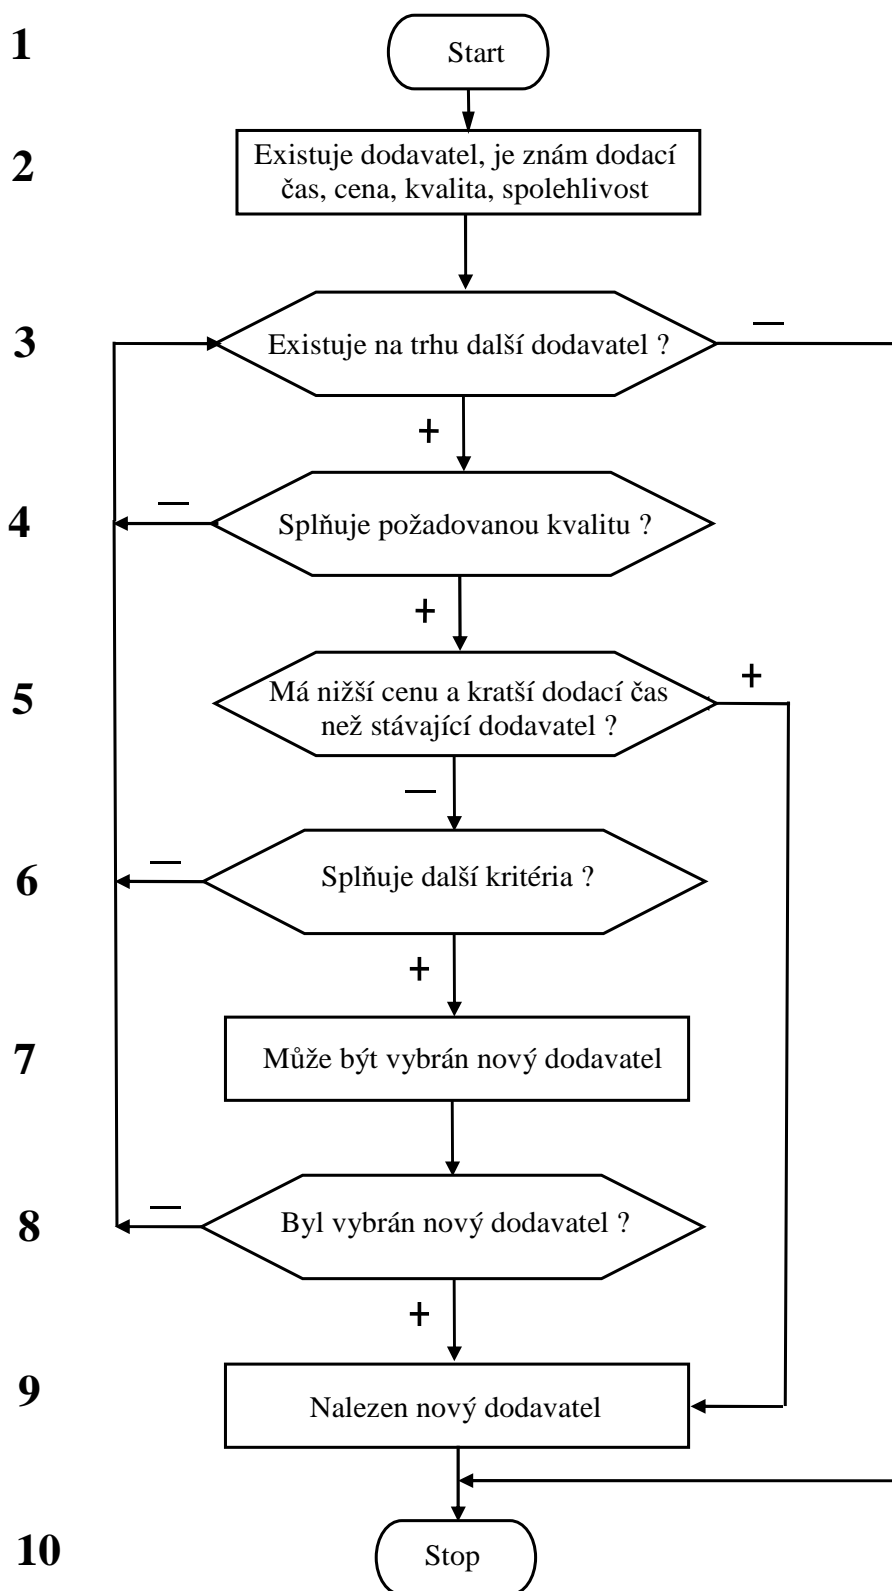 1
Start
2
Existuje dodavatel, je znám dodací
čas, cena, kvalita, spolehlivost
3
Existuje na trhu další dodavatel ?
—
+
4
—
Splňuje požadovanou kvalitu ?
+
5
Má nižší cenu a kratší dodací čas
než stávající dodavatel ?
+
—
6
—
Splňuje další kritéria ?
+
7
Může být vybrán nový dodavatel
8
—
Byl vybrán nový dodavatel ?
+
9
Nalezen nový dodavatel
10
Stop